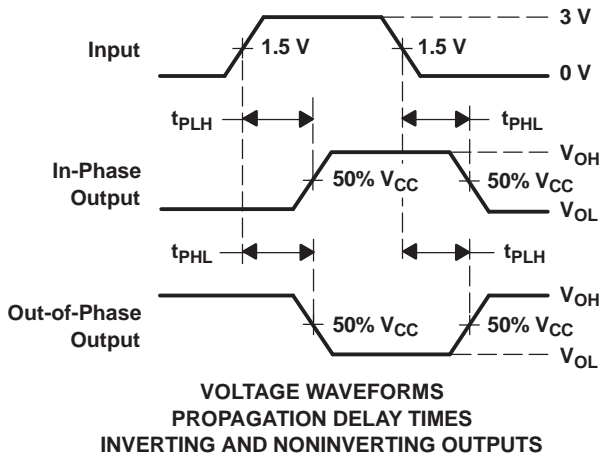 3 V
Input
1.5 V
1.5 V
0 V
tPLH
tPHL
In-Phase
Output
50% VCC
VOH
50% VCC
VOL
tPHL
tPLH
Out-of-Phase
Output
50% VCC
VOH
50% VCC
VOL
VOLTAGE WAVEFORMS
PROPAGATION DELAY TIMES
INVERTING AND NONINVERTING OUTPUTS